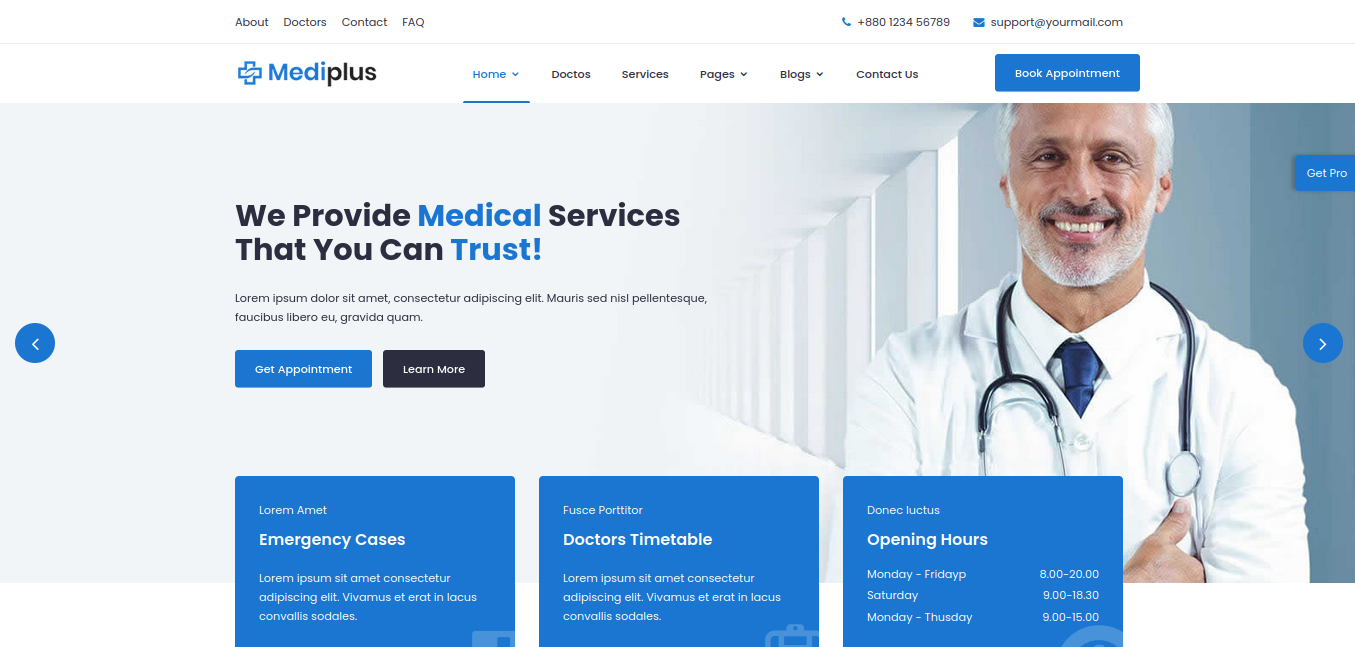 About Doctors Contact FAQ
+880 1234 56789 support@yourmail.com
Mediplus
Home Doctos Services Pages Blogs Contact Us
Book Appointment
Get Pro
We Provide Medical Services
That You Can Trust!
Lorem ipsum dolor sit amet, consectetur adipiscing elit. Mauris sed nisl pellentesque,
faucibus libero eu, gravida quam.
Get Appointment Learn More
Lorem Amet
Emergency Cases
Lorem ipsum sit amet consectetur
adipiscing elit. Vivamus et erat in lacus
convallis sodales.
Fusce Porttitor
Doctors Timetable
Lorem ipsum sit amet consectetur
adipiscing elit. Vivamus et erat in lacus
convallis sodales.
Donec luctus
Opening Hours
Monday - Fridayp 8.00-20.00
Saturday 9.00-18.30
Monday - Thusday 9.00-15.00